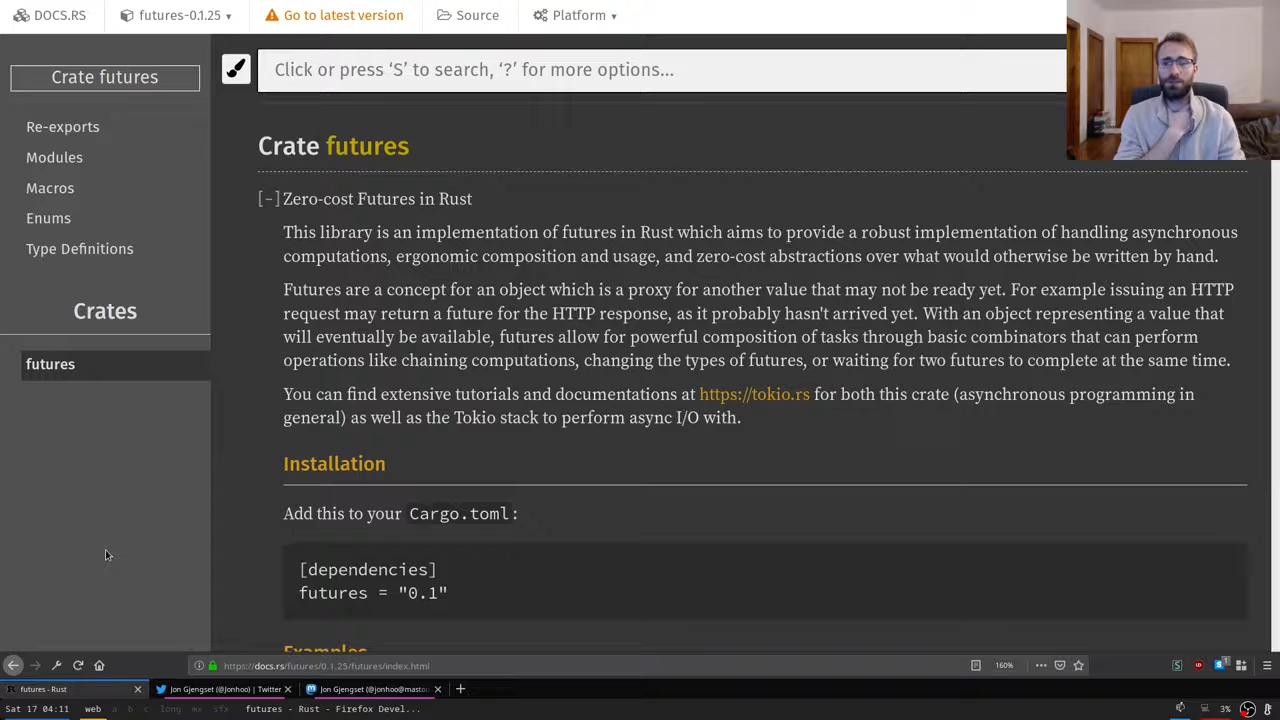 DOCS.RS
futures-0.1.25
Go to latest version
Source
Platform
Crate futures
Click or press ‘S’ to search, ‘?’ for more options...
Re-exports
Modules
Macros
Enums
Type Definitions
Crates
futures
Crate futures
[-] Zero-cost Futures in Rust
This library is an implementation of futures in Rust which aims to provide a robust implementation of handling asynchronous
computations, ergonomic composition and usage, and zero-cost abstractions over what would otherwise be written by hand.
Futures are a concept for an object which is a proxy for another value that may not be ready yet. For example issuing an HTTP
request may return a future for the HTTP response, as it probably hasn't arrived yet. With an object representing a value that
will eventually be available, futures allow for powerful composition of tasks through basic combinators that can perform
operations like chaining computations, changing the types of futures, or waiting for two futures to complete at the same time.
You can find extensive tutorials and documentations at https://tokio.rs for both this crate (asynchronous programming in
general) as well as the Tokio stack to perform async I/O with.
Installation
Add this to your Cargo.toml:
[dependencies]
futures = "0.1"
Examples
https://docs.rs/futures/0.1.25/futures/index.html
160%
futures - Rust
Jon Gjengset (@Jonhoo) | Twitter
Jon Gjengset (@jonhoo@masto
Sat 17 04:11
web
a
b
c
long
mx
sfx
futures - Rust - Firefox Devel...
3%